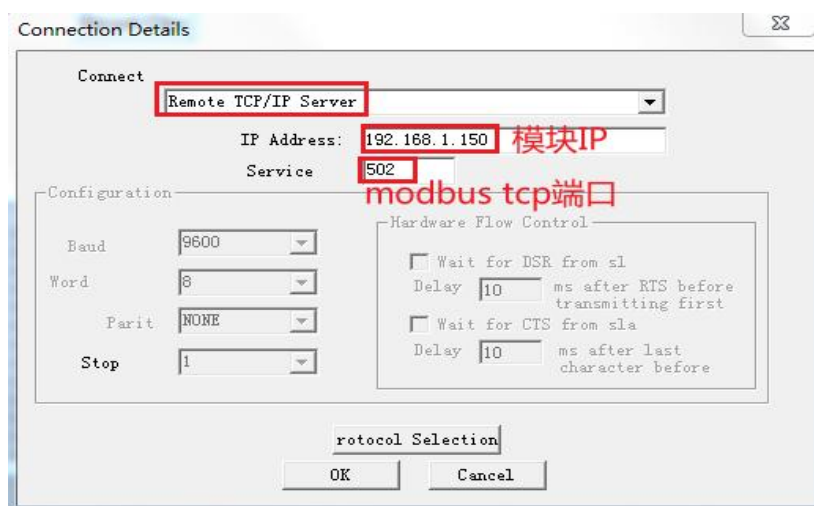 Connection Details
Connect
Remote TCP/IP Server
IP Address: 192.168.1.150 模块IP
Service 502
modbus tcp端口
Configuration
Baud 9600
Word 8
Parit NONE
Stop 1
Hardware Flow Control
Wait for DSR from sl
Delay 10 ms after RTS before
transmitting first
Wait for CTS from sla
Delay 10 ms after last
character before
rotocol Selection
OK Cancel